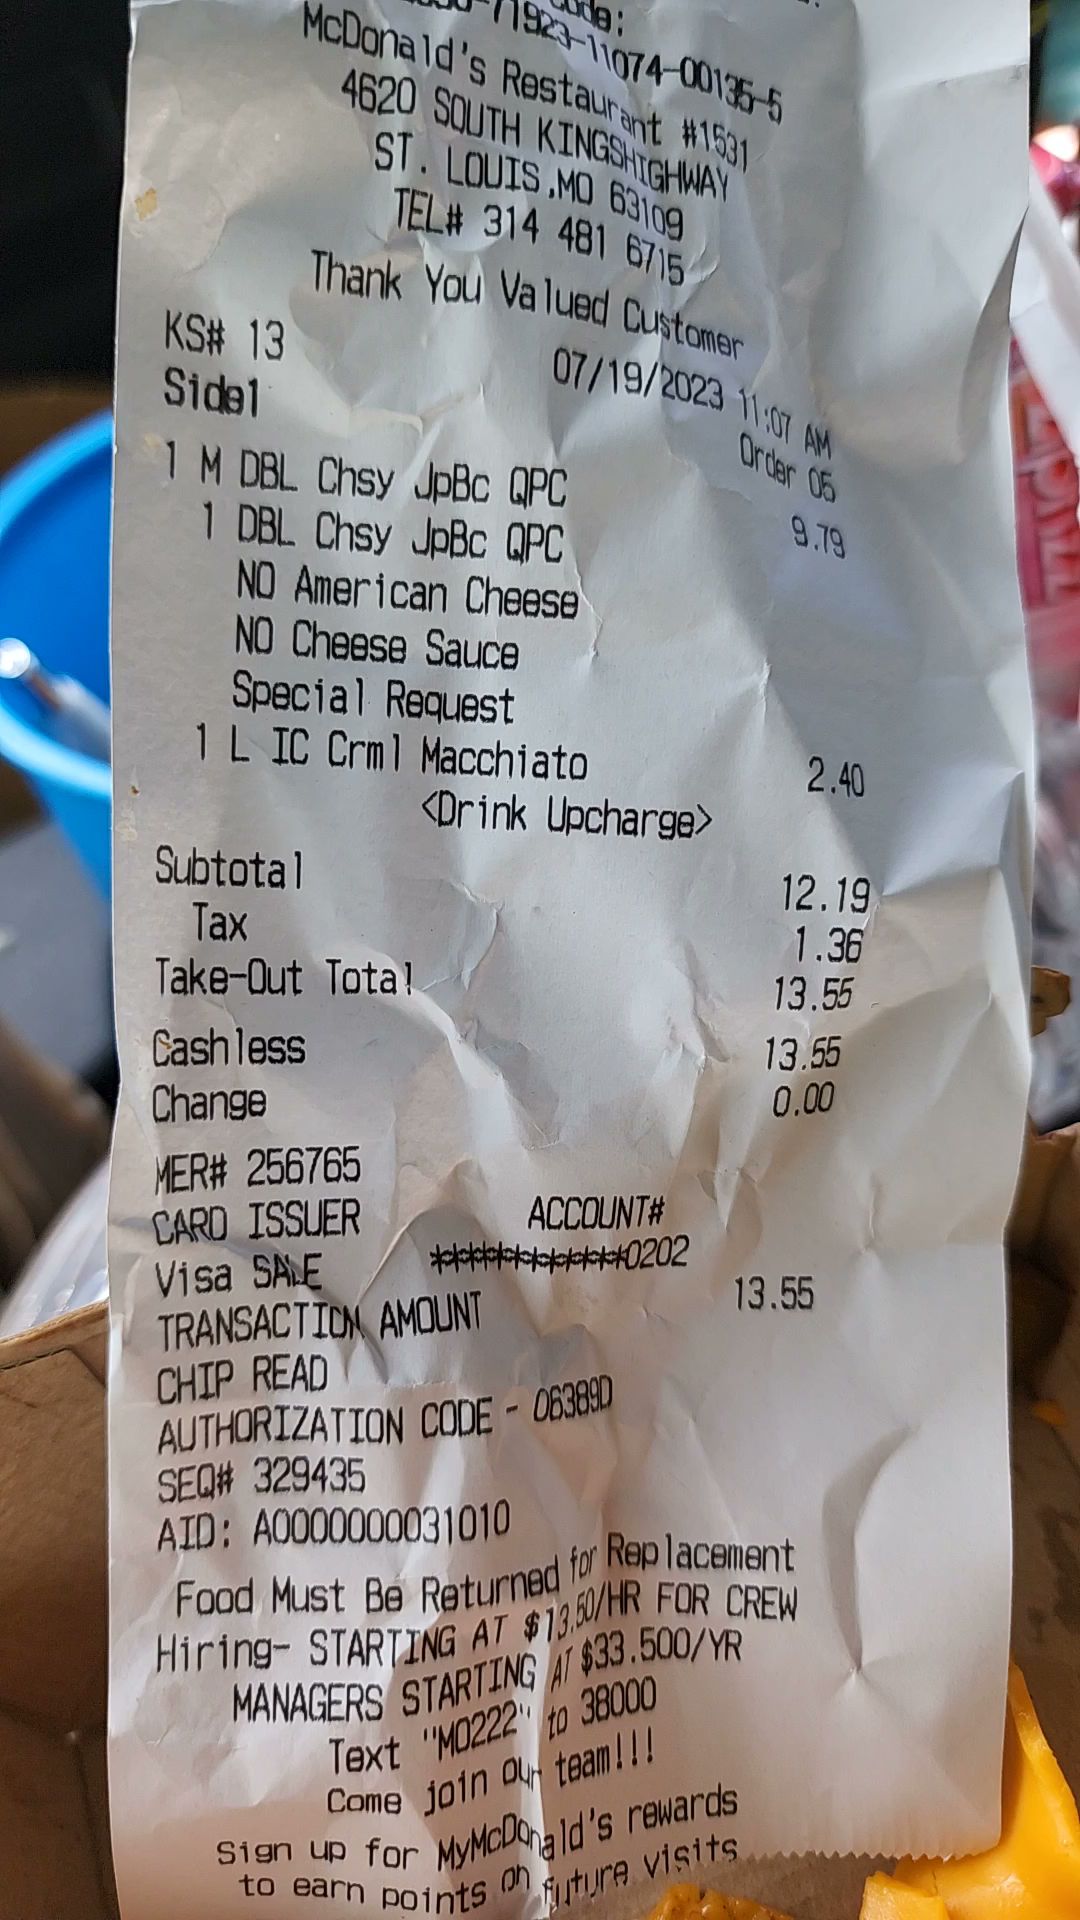 Code:
71923-11074-00135-5
McDonald's Restaurant #1531
4620 SOUTH KINGSHIGHWAY
ST. LOUIS ,MO 63109
TEL# 314 481 6715
Thank You Valued Customer
KS# 13 07/19/2023 11:07 AM
Side1 Order 05
1 M DBL Chsy JpBc QPC 9.79
1 DBL Chsy JpBc QPC
NO American Cheese
NO Cheese Sauce
Special Request
1 L IC Crml Macchiato 2.40
<Drink Upcharge>
Subtotal 12.19
Tax 1.36
Take-Out Total 13.55
Cashless 13.55
Change 0.00
MER# 256765
CARD ISSUER ACCOUNT#
Visa SALE ************0202
TRANSACTION AMOUNT 13.55
CHIP READ
AUTHORIZATION CODE - 06389D
SEQ# 329435
AID: A0000000031010
Food Must Be Returned for Replacement
Hiring- STARTING AT $13.50/HR FOR CREW
MANAGERS STARTING AT $33.500/YR
Text "MO222" to 38000
Come join our team!!!
Sign up for MyMcDonald's rewards
to earn points on future visits